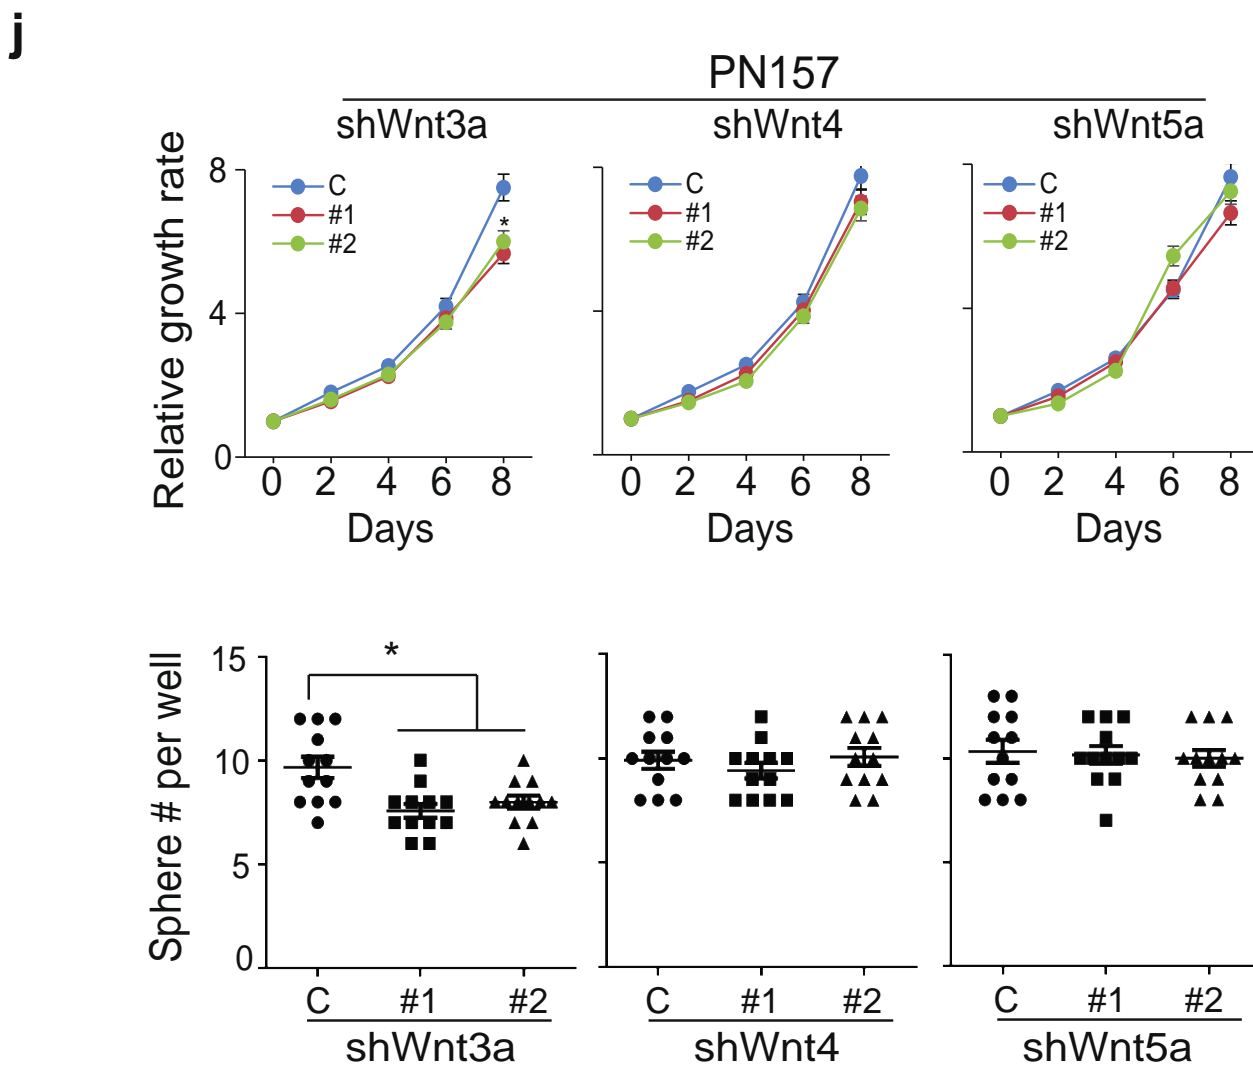 j
PN157
shWnt3a shWnt4 shWnt5a
Relative growth rate
8
4
0
C
#1
#2
*
0 2 4 6 8
Days
C
#1
#2
0 2 4 6 8
Days
C
#1
#2
0 2 4 6 8
Days
Sphere # per well
15
10
5
0
*
C #1 #2
shWnt3a
C #1 #2
shWnt4
C #1 #2
shWnt5a